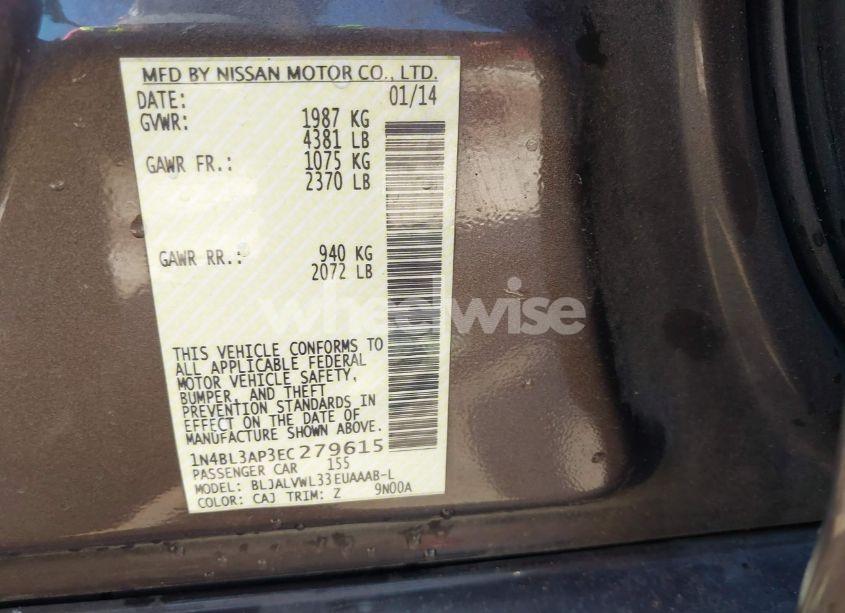 MFD BY NISSAN MOTOR CO., LTD.
DATE: 01/14
GVWR: 1987 KG
4381 LB
GAWR FR.: 1075 KG
2370 LB
GAWR RR.: 940 KG
2072 LB
wheelwise
THIS VEHICLE CONFORMS TO
ALL APPLICABLE FEDERAL
MOTOR VEHICLE SAFETY,
BUMPER, AND THEFT
PREVENTION STANDARDS IN
EFFECT ON THE DATE OF
MANUFACTURE SHOWN ABOVE.
1N4BL3AP3EC279615
PASSENGER CAR 155
MODEL: BLJALVWL33EUAAAB-L
COLOR: CAJ TRIM: Z 9N00A